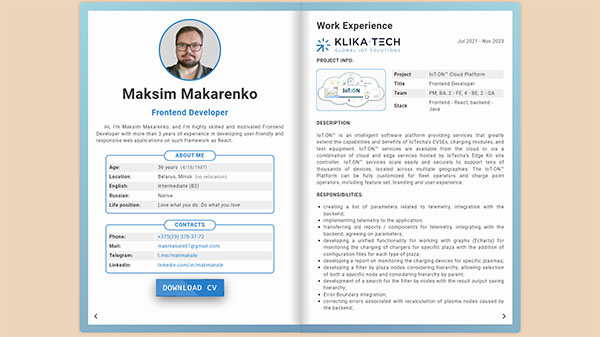 Maksim Makarenko
Frontend Developer
Hi, I'm Maksim Makarenko, and I'm highly skilled and motivated Frontend
Developer with more than 3 years of experience in developing user-friendly and
responsive web applications on such framework as React.
ABOUT ME
Age: 36 years (4/18/1987)
Location: Belarus, Minsk (no relocation)
English: Intermediate (B2)
Russian: Native
Life position: Love what you do. Do what you love.
CONTACTS
Phone: +375(29) 378-37-72
Mail: makmakale87@gmail.com
Telegram: t.me/makmakale
LinkedIn: linkedin.com/in/makmakale
DOWNLOAD CV
Work Experience
KLIKA TECH
GLOBAL IOT SOLUTIONS
Jul 2021 - Nov 2023
PROJECT INFO:
IoT.ON
Project IoT.ON™ Cloud Platform
Title Frontend Developer
Team PM, BA, 2 - FE, 4 - BE, 2 - QA
Stack Frontend - React, backend -
Java
DESCRIPTION:
IoT.ON™ is an intelligent software platform providing services that greatly
extend the capabilities and benefits of IoTecha's EVSEs, charging modules, and
test equipment. IoT.ON™ services are available from the cloud or via a
combination of cloud and edge services hosted by IoTecha's Edge Kit site
controller. IoT.ON™ services scale easily and securely to support tens of
thousands of devices, located across multiple geographies. The IoT.ON™
Platform can be fully customized for fleet operators and charge point
operators, including feature set, branding and user experience.
RESPONSIBILITIES:
creating a list of parameters related to telemetry, integration with the
backend;
implementing telemetry to the application;
transferring old reports / components for telemetry, integrating with the
backend, agreeing on parameters;
developing a unified functionality for working with graphs (Echarts) for
monitoring the charging of chargers for specific plaza with the addition of
configuration files for each type of plaza;
developing a report on monitoring the charging devices for specific plazmas;
developing a filter by plaza nodes considering hierarchy, allowing selection
of both a specific node and considering hierarchy by parent;
development of a search for the filter by nodes with the result output saving
hierarchy;
Error Boundary integration;
correcting errors associated with recalculation of plasma nodes caused by
the backend;